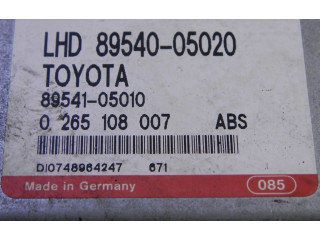 LHD 89540-05020
TOYOTA
89541-05010
0 265 108 007 ABS
DI0748964247 671
Made in Germany 085